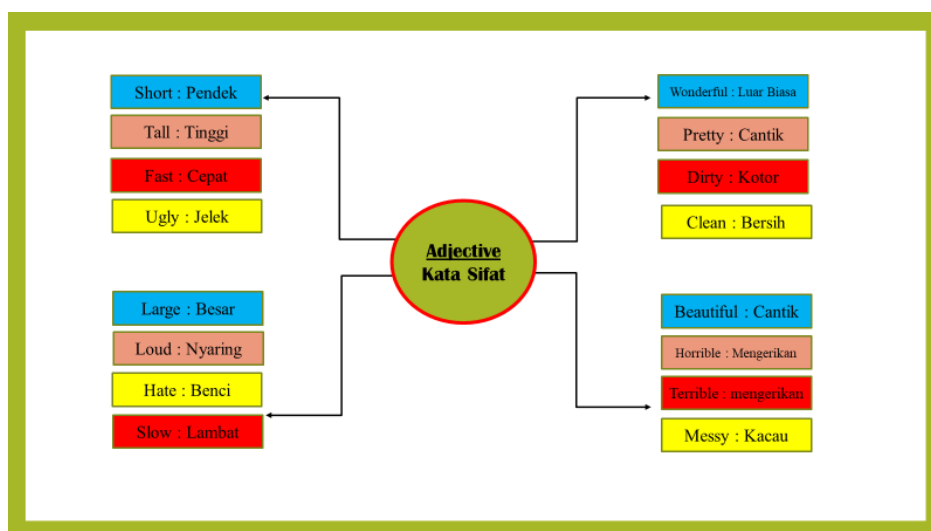 Short : Pendek
Tall : Tinggi
Fast : Cepat
Ugly : Jelek
Large : Besar
Loud : Nyaring
Hate : Benci
Slow : Lambat
Adjective
Kata Sifat
Wonderful : Luar Biasa
Pretty : Cantik
Dirty : Kotor
Clean : Bersih
Beautiful : Cantik
Horrible : Mengerikan
Terrible : mengerikan
Messy : Kacau